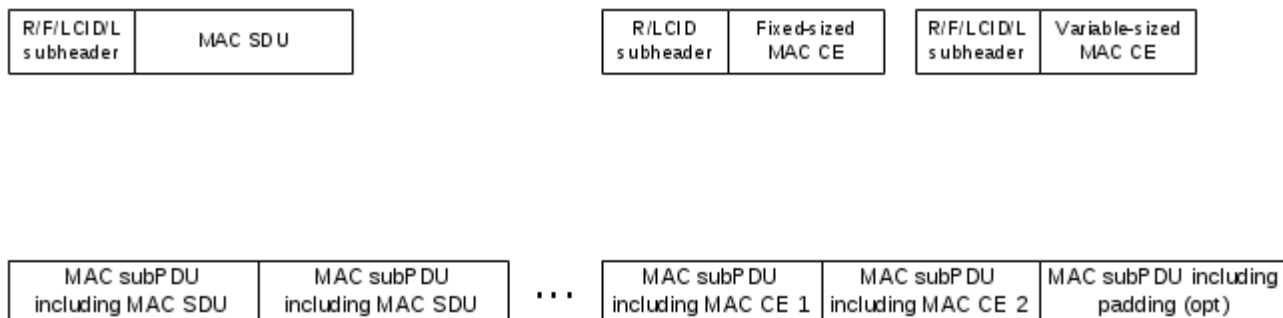 R/F/LCID/L
subheader
MAC SDU
R/LCID
subheader
Fixed-sized
MAC CE
R/F/LCID/L
subheader
Variable-sized
MAC CE
MAC subPDU
including MAC SDU
MAC subPDU
including MAC SDU
...
MAC subPDU
including MAC CE 1
MAC subPDU
including MAC CE 2
MAC subPDU including
padding (opt)